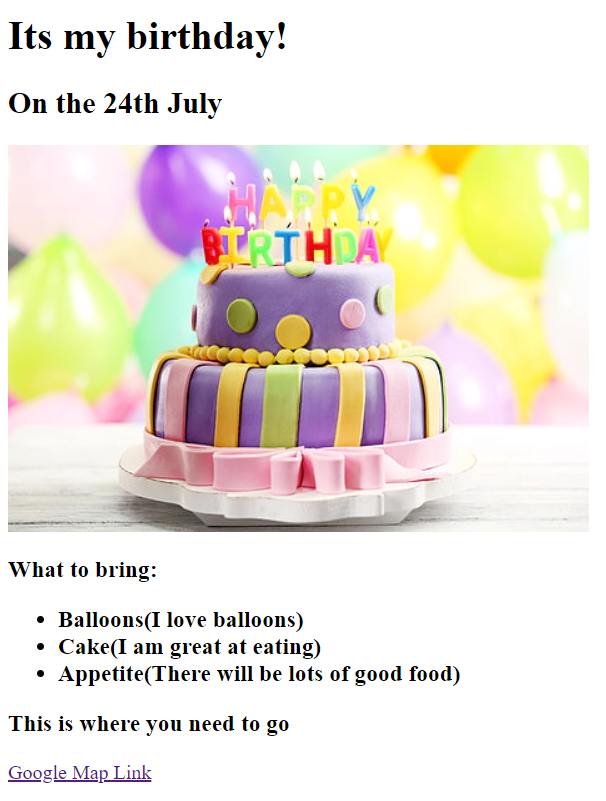 Its my birthday!
On the 24th July
HAPPY
BIRTHDAY
What to bring:
Balloons(I love balloons)
Cake(I am great at eating)
Appetite(There will be lots of good food)
This is where you need to go
Google Map Link